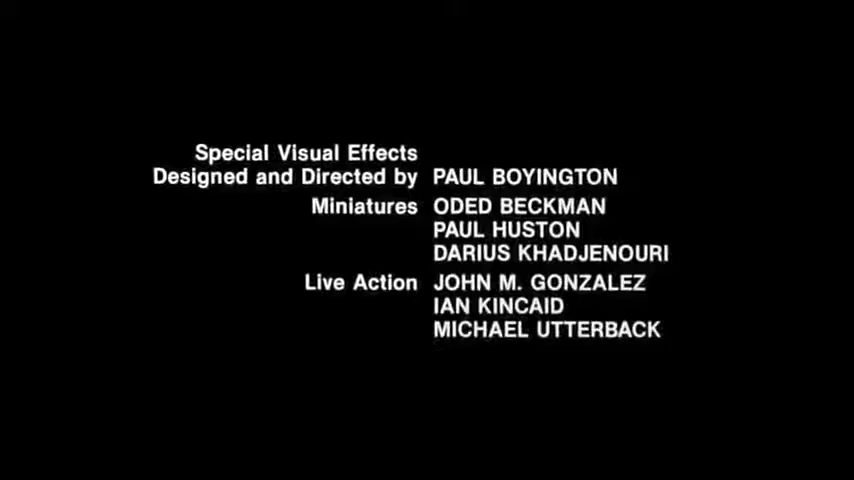 Special Visual Effects
Designed and Directed by PAUL BOYINGTON
Miniatures ODED BECKMAN
PAUL HUSTON
DARIUS KHADJENOURI
Live Action JOHN M. GONZALEZ
IAN KINCAID
MICHAEL UTTERBACK